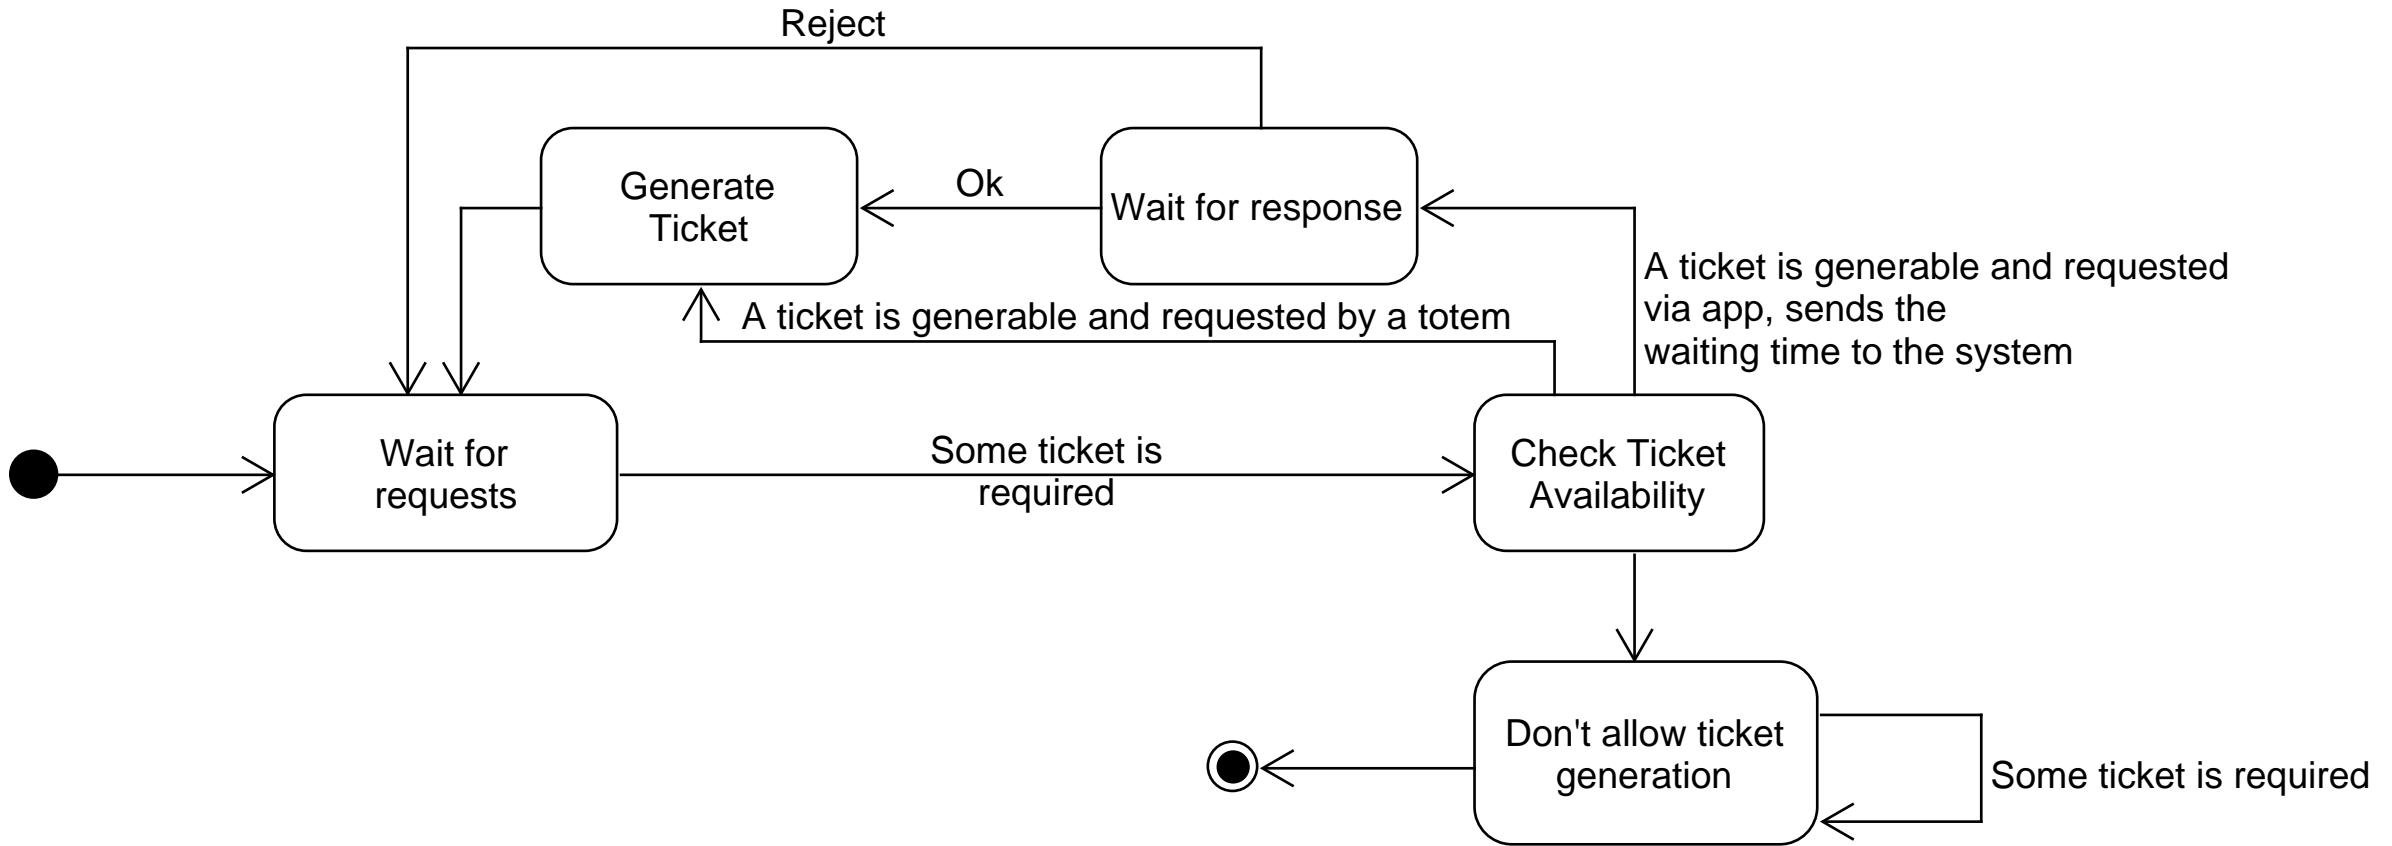 Reject
Generate
Ticket
Ok
Wait for response
A ticket is generable and requested
via app, sends the
waiting time to the system
A ticket is generable and requested by a totem
Wait for
requests
Some ticket is
required
Check Ticket
Availability
Don't allow ticket
generation
Some ticket is required